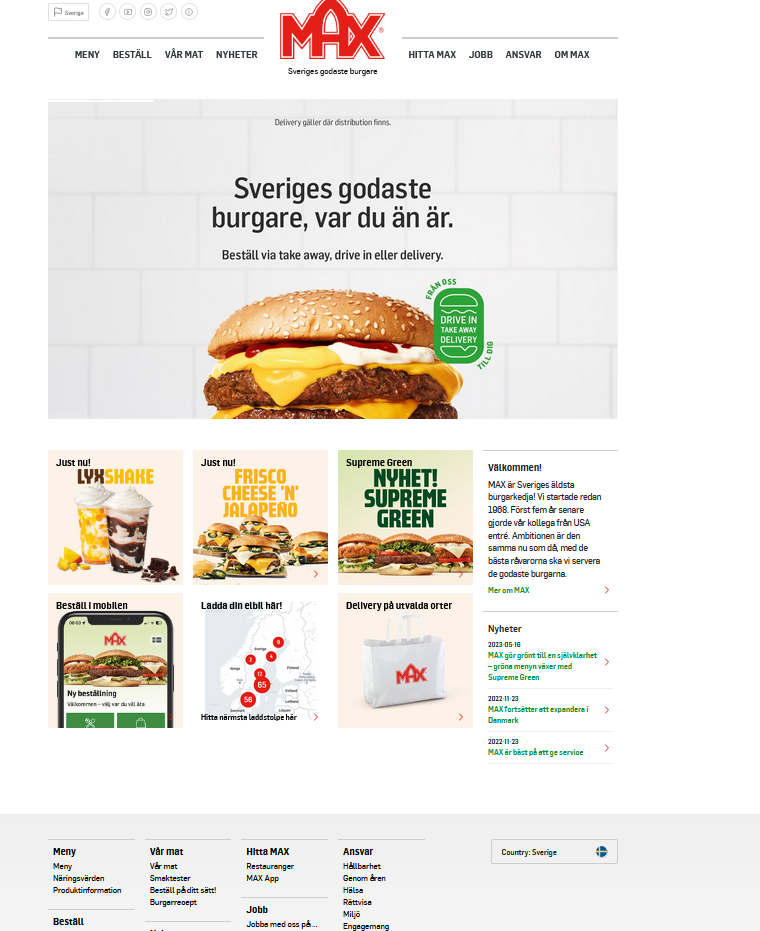 Sverige
MENY BESTÄLL VÅR MAT NYHETER
MAX®
Sveriges godaste burgare
HITTA MAX JOBB ANSVAR OM MAX
Delivery gäller där distribution finns.
Sveriges godaste
burgare, var du än är.
Beställ via take away, drive in eller delivery.
FRÅN OSS
DRIVE IN
TAKE AWAY
DELIVERY
TILL DIG
Just nu!
LYXSHAKE
Just nu!
FRISCO
CHEESE 'N'
JALAPEÑO
Supreme Green
NYHET!
SUPREME
GREEN
Välkommen!
MAX är Sveriges äldsta
burgarkedja! Vi startade redan
1968. Först fem år senare
gjorde vår kollega från USA
entré. Ambitionen är den
samma nu som då, med de
bästa råvarorna ska vi servera
de godaste burgarna.
Mer om MAX
Beställ i mobilen
MAX
Ny beställning
Välkommen – välj var du vill äta
Ladda din elbil här!
Sverige
Norge
Finland
Estland
Lettland
Danmark
Litauen
9
2
4
12
65
56
Hitta närmsta laddstolpe här
Delivery på utvalda orter
MAX
Nyheter
2023-05-16
MAX gör grönt till en självklarhet
– gröna menyn växer med
Supreme Green
2022-11-23
MAX fortsätter att expandera i
Danmark
2022-11-23
MAX är bäst på att ge service
Meny
Meny
Näringsvärden
Produktinformation
Beställ
Vår mat
Vår mat
Smaktester
Beställ på ditt sätt!
Burgarrecept
Hitta MAX
Restauranger
MAX App
Jobb
Jobba med oss på...
Ansvar
Hållbarhet
Genom åren
Hälsa
Rättvisa
Miljö
Engagemang
Country: Sverige